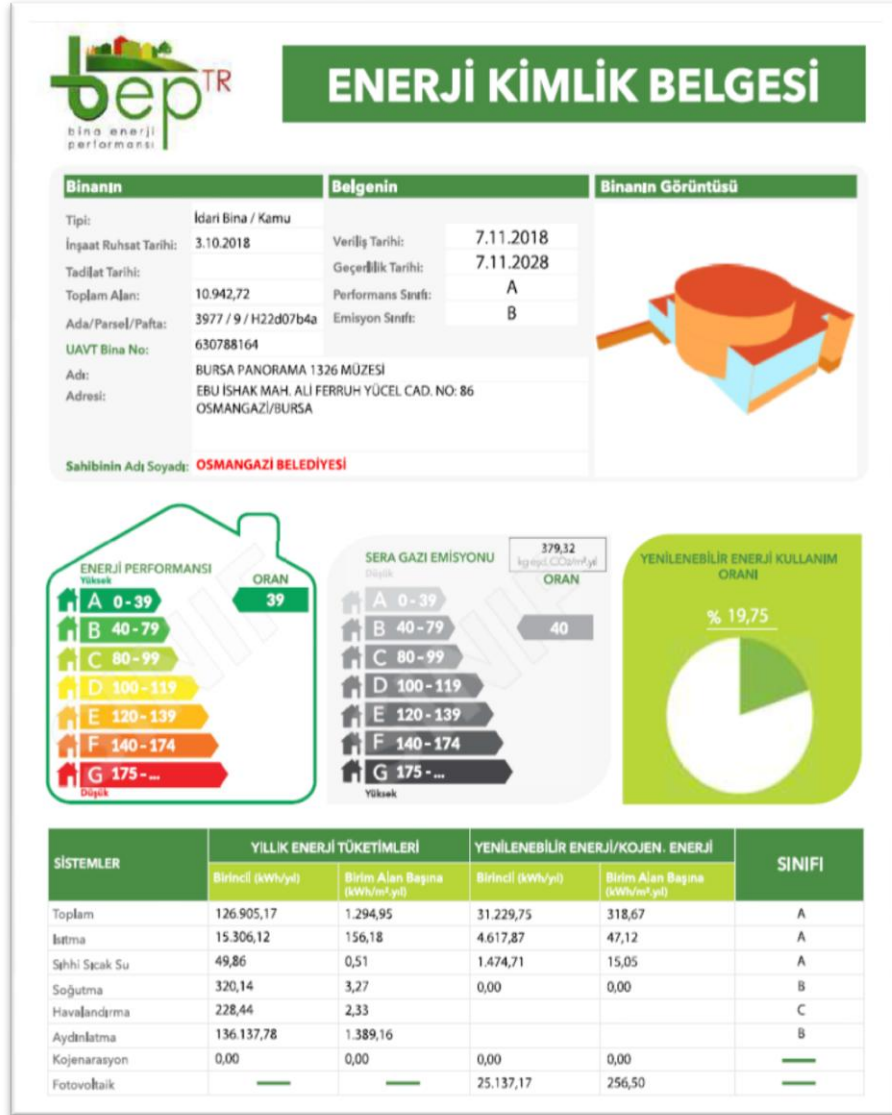 bep TR
bina enerji
performansı
ENERJİ KİMLİK BELGESİ
Binanın
Tipi: İdari Bina / Kamu
İnşaat Ruhsat Tarihi: 3.10.2018
Tadilat Tarihi:
Toplam Alan: 10.942,72
Ada/Parsel/Pafta: 3977 / 9 / H22d07b4a
UAVT Bina No: 630788164
Adı: BURSA PANORAMA 1326 MÜZESİ
Adresi: EBU İSHAK MAH. ALİ FERRUH YÜCEL CAD. NO: 86
OSMANGAZİ/BURSA
Sahibinin Adı Soyadı: OSMANGAZİ BELEDİYESİ
Belgenin
Veriliş Tarihi: 7.11.2018
Geçerlilik Tarihi: 7.11.2028
Performans Sınıfı: A
Emisyon Sınıfı: B
Binanın Görüntüsü
ENERJİ PERFORMANSI
Yüksek
ORAN
A 0-39 39
B 40-79
C 80-99
D 100-119
E 120-139
F 140-174
G 175-...
Düşük
SERA GAZI EMİSYONU
Düşük
379,32
kg eşd. CO2/m².yıl
ORAN
A 0-39
B 40-79 40
C 80-99
D 100-119
E 120-139
F 140-174
G 175-...
Yüksek
YENİLENEBİLİR ENERJİ KULLANIM
ORANI
% 19,75
SİSTEMLER YILLIK ENERJİ TÜKETİMLERİ YENİLENEBİLİR ENERJİ/KOJEN. ENERJİ SINIFI
Birincil (kWh/yıl) Birim Alan Başına (kWh/m².yıl) Birincil (kWh/yıl) Birim Alan Başına (kWh/m².yıl)
Toplam 126.905,17 1.294,95 31.229,75 318,67 A
Isıtma 15.306,12 156,18 4.617,87 47,12 A
Sıhhi Sıcak Su 49,86 0,51 1.474,71 15,05 A
Soğutma 320,14 3,27 0,00 0,00 B
Havalandırma 228,44 2,33 C
Aydınlatma 136.137,78 1.389,16 B
Kojenarasyon 0,00 0,00 0,00 0,00
Fotovoltaik 25.137,17 256,50